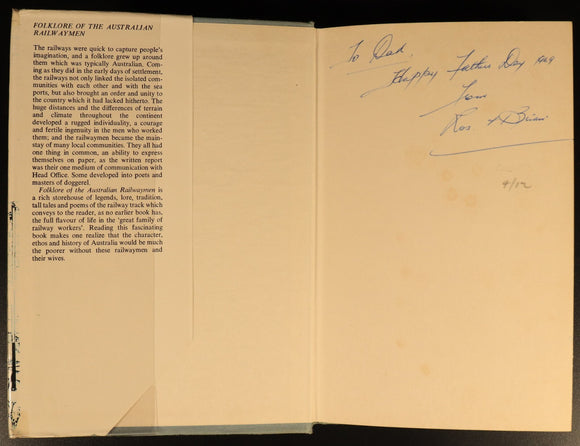 FOLKLORE OF THE AUSTRALIAN
RAILWAYMEN
The railways were quick to capture people's
imagination, and a folklore grew up around
them which was typically Australian. Com-
ing as they did in the early days of settlement,
the railways not only linked the isolated com-
munities with each other and with the sea
ports, but also brought an order and unity to
the country which it had lacked hitherto. The
huge distances and the differences of terrain
and climate throughout the continent
developed a rugged individuality, a courage
and fertile ingenuity in the men who worked
them; and the railways became the main-
stay of many local communities. They all had
one thing in common, an ability to express
themselves on paper, as the written report
was their one medium of communication with
Head Office. Some developed into poets and
masters of doggerel.
Folklore of the Australian Railwaymen is
a rich storehouse of legends, lore, tradition,
tall tales and poems of the railway track which
conveys to the reader, as no earlier book has,
the full flavour of life in the 'great family of
railway workers'. Reading this fascinating
book makes one realize that the character,
ethos and history of Australia would be much
the poorer without these railwaymen and
their wives.
To Dad,
Happy Fathers Day 1969
from
Ros & Brian